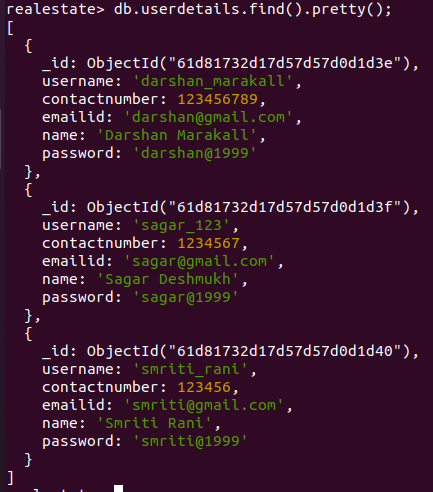 realestate> db.userdetails.find().pretty();
[
  {
    _id: ObjectId("61d81732d17d57d57d0d1d3e"),
    username: 'darshan_marakall',
    contactnumber: 123456789,
    emailid: 'darshan@gmail.com',
    name: 'Darshan Marakall',
    password: 'darshan@1999'
  },
  {
    _id: ObjectId("61d81732d17d57d57d0d1d3f"),
    username: 'sagar_123',
    contactnumber: 1234567,
    emailid: 'sagar@gmail.com',
    name: 'Sagar Deshmukh',
    password: 'sagar@1999'
  },
  {
    _id: ObjectId("61d81732d17d57d57d0d1d40"),
    username: 'smriti_rani',
    contactnumber: 123456,
    emailid: 'smriti@gmail.com',
    name: 'Smriti Rani',
    password: 'smriti@1999'
  }
]